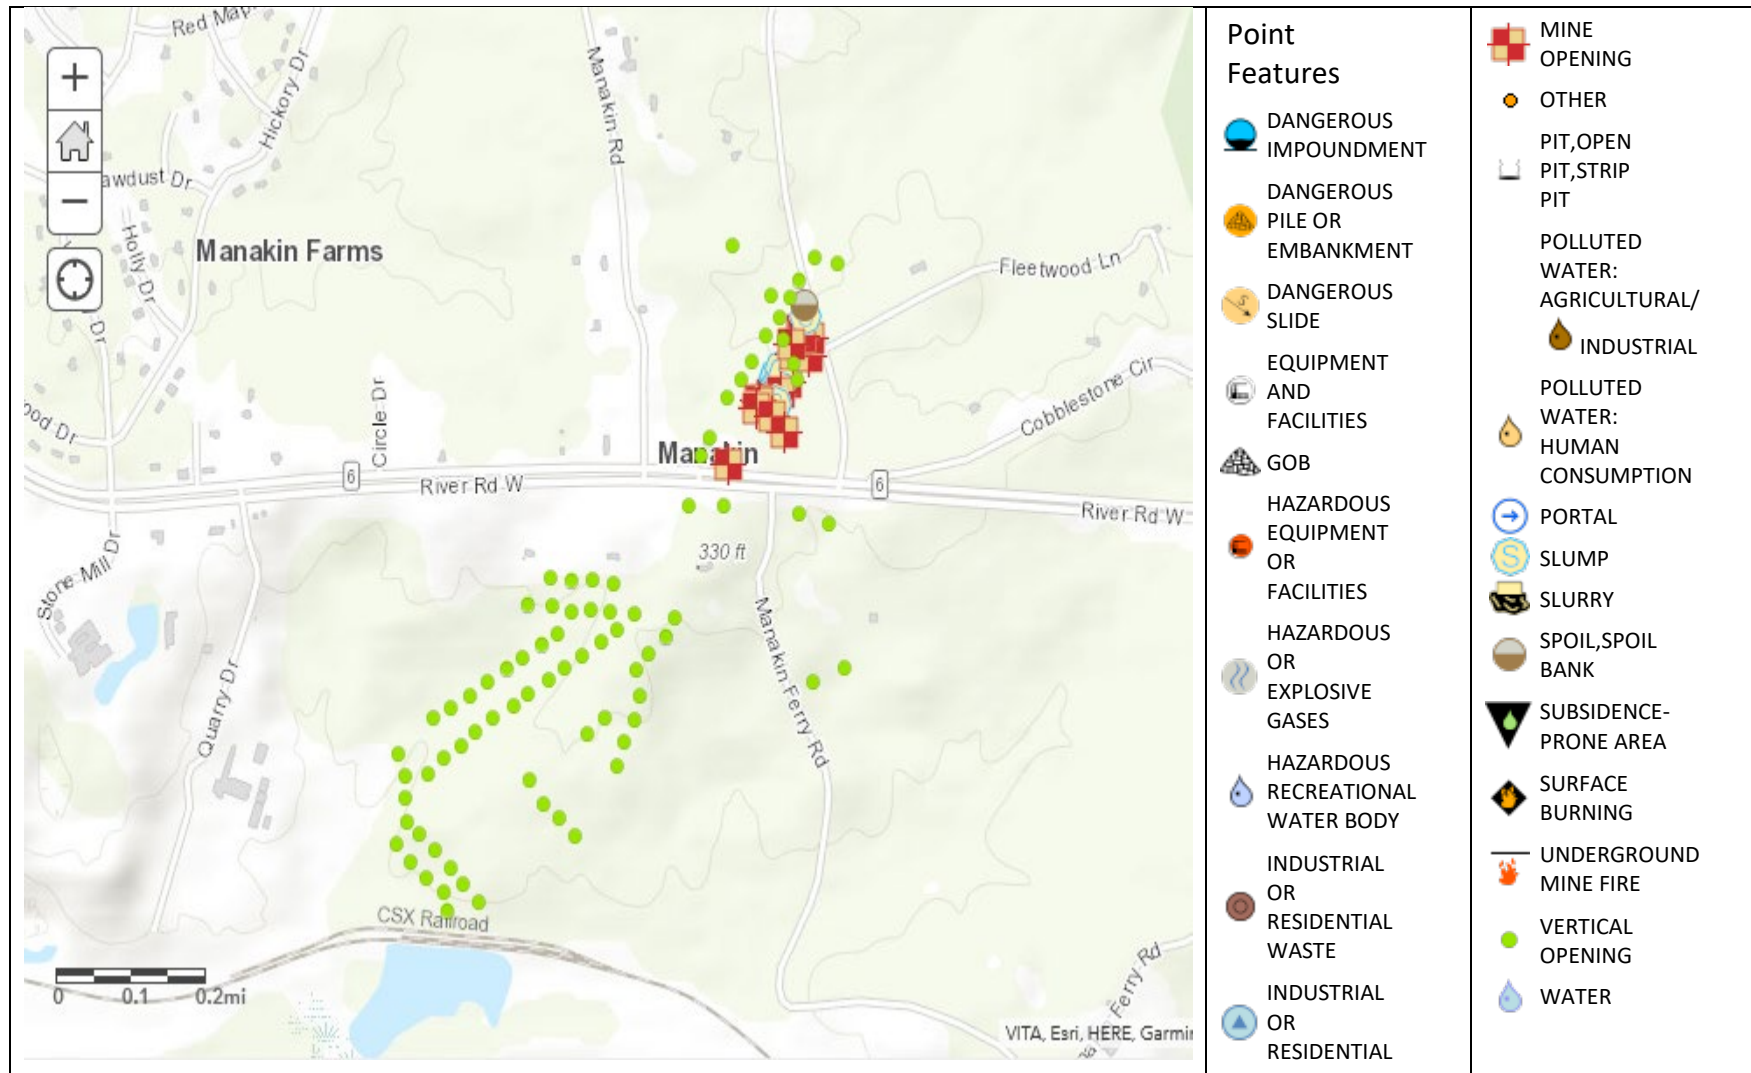 Red Map
Hickory Dr
awdust Dr
Holly Dr
Dr
Manakin Farms
Manakin Rd
Fleetwood Ln
Cobblestone Cir
ood Dr
Circle Dr
Manakin
6
River Rd W
6
River Rd W
330 ft
Stone Mill Dr
Quarry Dr
Manakin Ferry Rd
CSX Railroad
Ferry Rd
0 0.1 0.2mi
VITA, Esri, HERE, Garmi
Point
Features
DANGEROUS
IMPOUNDMENT
DANGEROUS
PILE OR
EMBANKMENT
DANGEROUS
SLIDE
EQUIPMENT
AND
FACILITIES
GOB
HAZARDOUS
EQUIPMENT
OR
FACILITIES
HAZARDOUS
OR
EXPLOSIVE
GASES
HAZARDOUS
RECREATIONAL
WATER BODY
INDUSTRIAL
OR
RESIDENTIAL
WASTE
INDUSTRIAL
OR
RESIDENTIAL
MINE
OPENING
OTHER
PIT,OPEN
PIT,STRIP
PIT
POLLUTED
WATER:
AGRICULTURAL/
INDUSTRIAL
POLLUTED
WATER:
HUMAN
CONSUMPTION
PORTAL
S SLUMP
SLURRY
SPOIL,SPOIL
BANK
SUBSIDENCE-
PRONE AREA
SURFACE
BURNING
UNDERGROUND
MINE FIRE
VERTICAL
OPENING
WATER